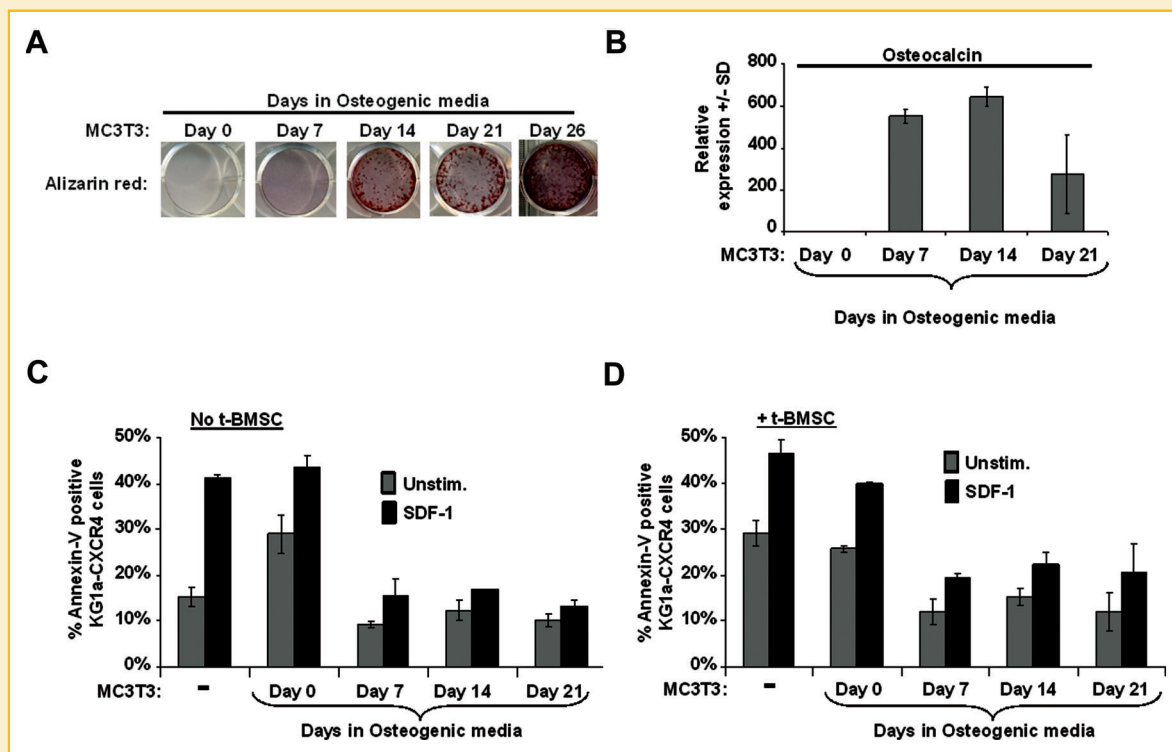 A
Days in Osteogenic media
MC3T3: Day 0 Day 7 Day 14 Day 21 Day 26
Alizarin red:
B
Osteocalcin
Relative
expression +/- SD
800
600
400
200
0
MC3T3: Day 0 Day 7 Day 14 Day 21
Days in Osteogenic media
C
No t-BMSC
% Annexin-V positive
KG1a-CXCR4 cells
50%
40%
30%
20%
10%
0%
Unstim.
SDF-1
MC3T3: - Day 0 Day 7 Day 14 Day 21
Days in Osteogenic media
D
+ t-BMSC
% Annexin-V positive
KG1a-CXCR4 cells
50%
40%
30%
20%
10%
0%
Unstim.
SDF-1
MC3T3: - Day 0 Day 7 Day 14 Day 21
Days in Osteogenic media